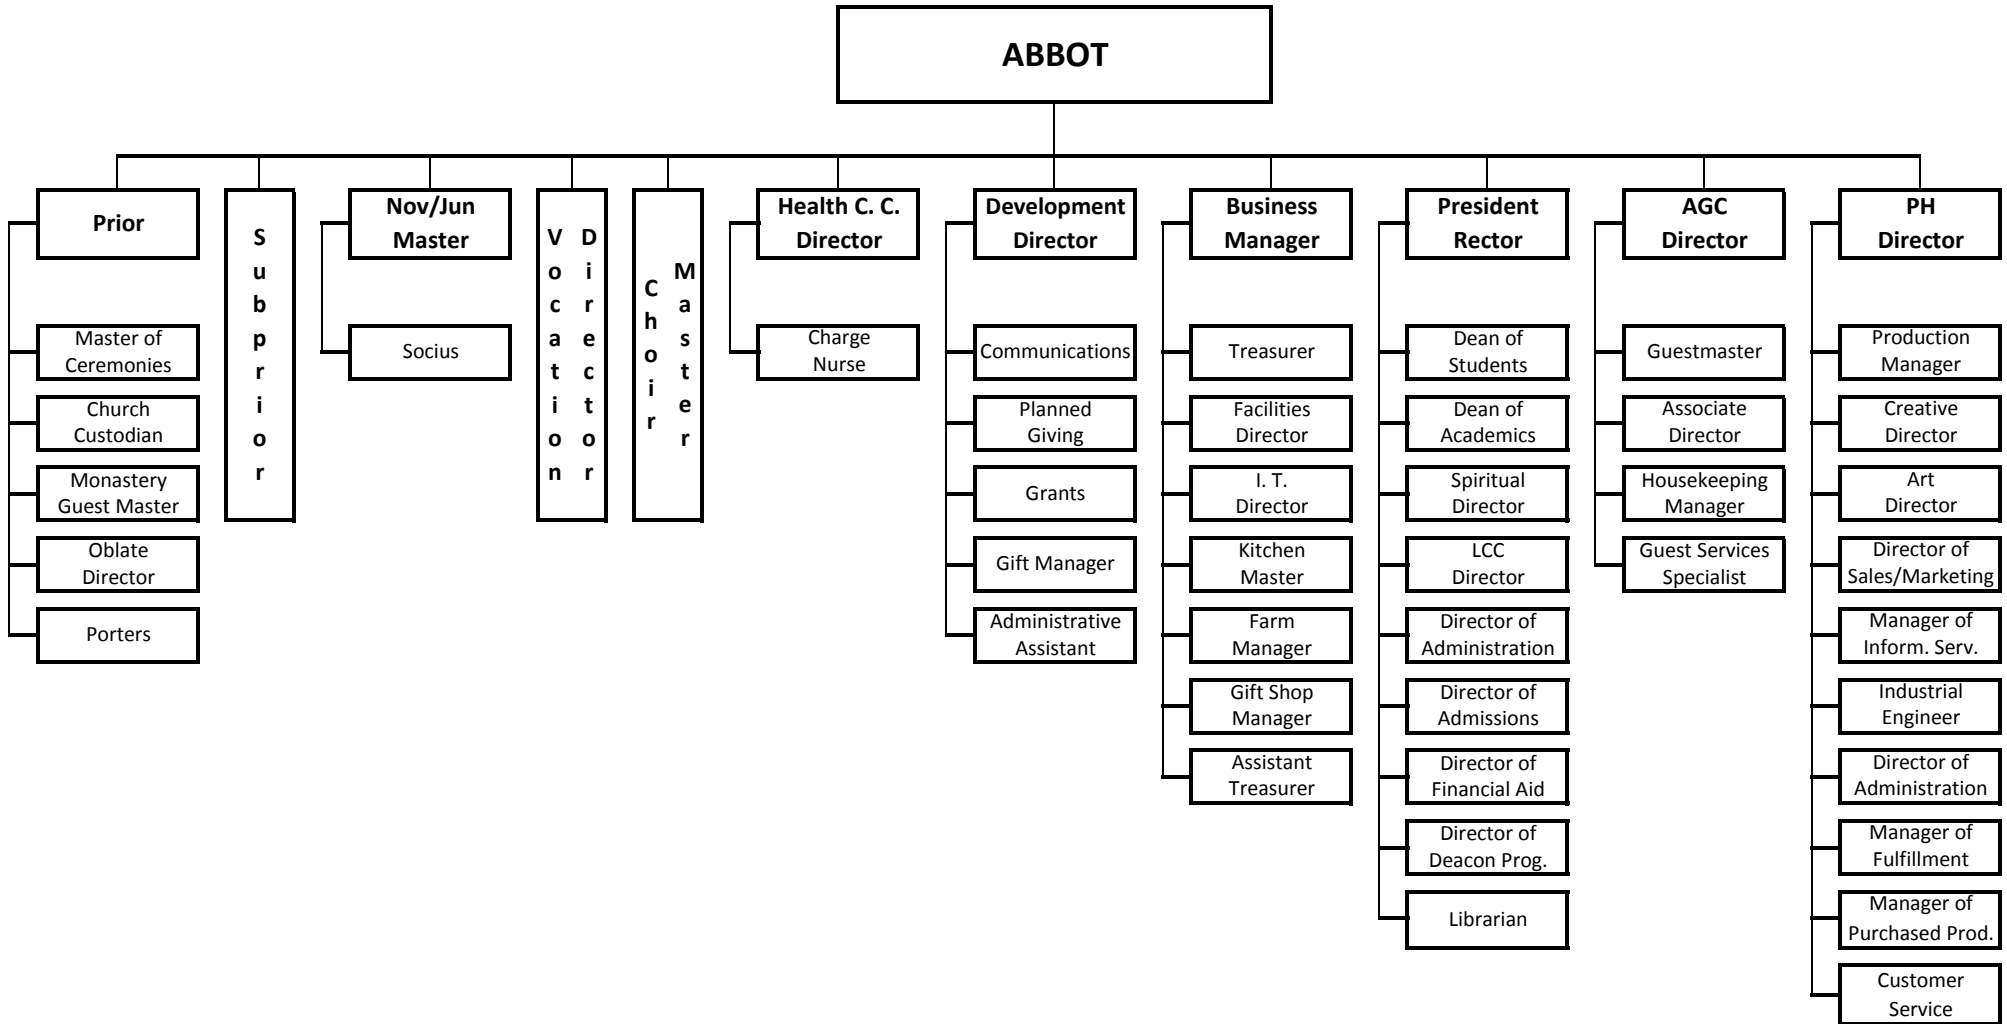 ABBOT
Prior
Subprior
Nov/Jun
Master
Vocation
Director
Choir
Master
Health C. C.
Director
Development
Director
Business
Manager
President
Rector
AGC
Director
PH
Director
Master of
Ceremonies
Church
Custodian
Monastery
Guest Master
Oblate
Director
Porters
Socius
Charge
Nurse
Communications
Planned
Giving
Grants
Gift Manager
Administrative
Assistant
Treasurer
Facilities
Director
I. T.
Director
Kitchen
Master
Farm
Manager
Gift Shop
Manager
Assistant
Treasurer
Dean of
Students
Dean of
Academics
Spiritual
Director
LCC
Director
Director of
Administration
Director of
Admissions
Director of
Financial Aid
Director of
Deacon Prog.
Librarian
Guestmaster
Associate
Director
Housekeeping
Manager
Guest Services
Specialist
Production
Manager
Creative
Director
Art
Director
Director of
Sales/Marketing
Manager of
Inform. Serv.
Industrial
Engineer
Director of
Administration
Manager of
Fulfillment
Manager of
Purchased Prod.
Customer
Service